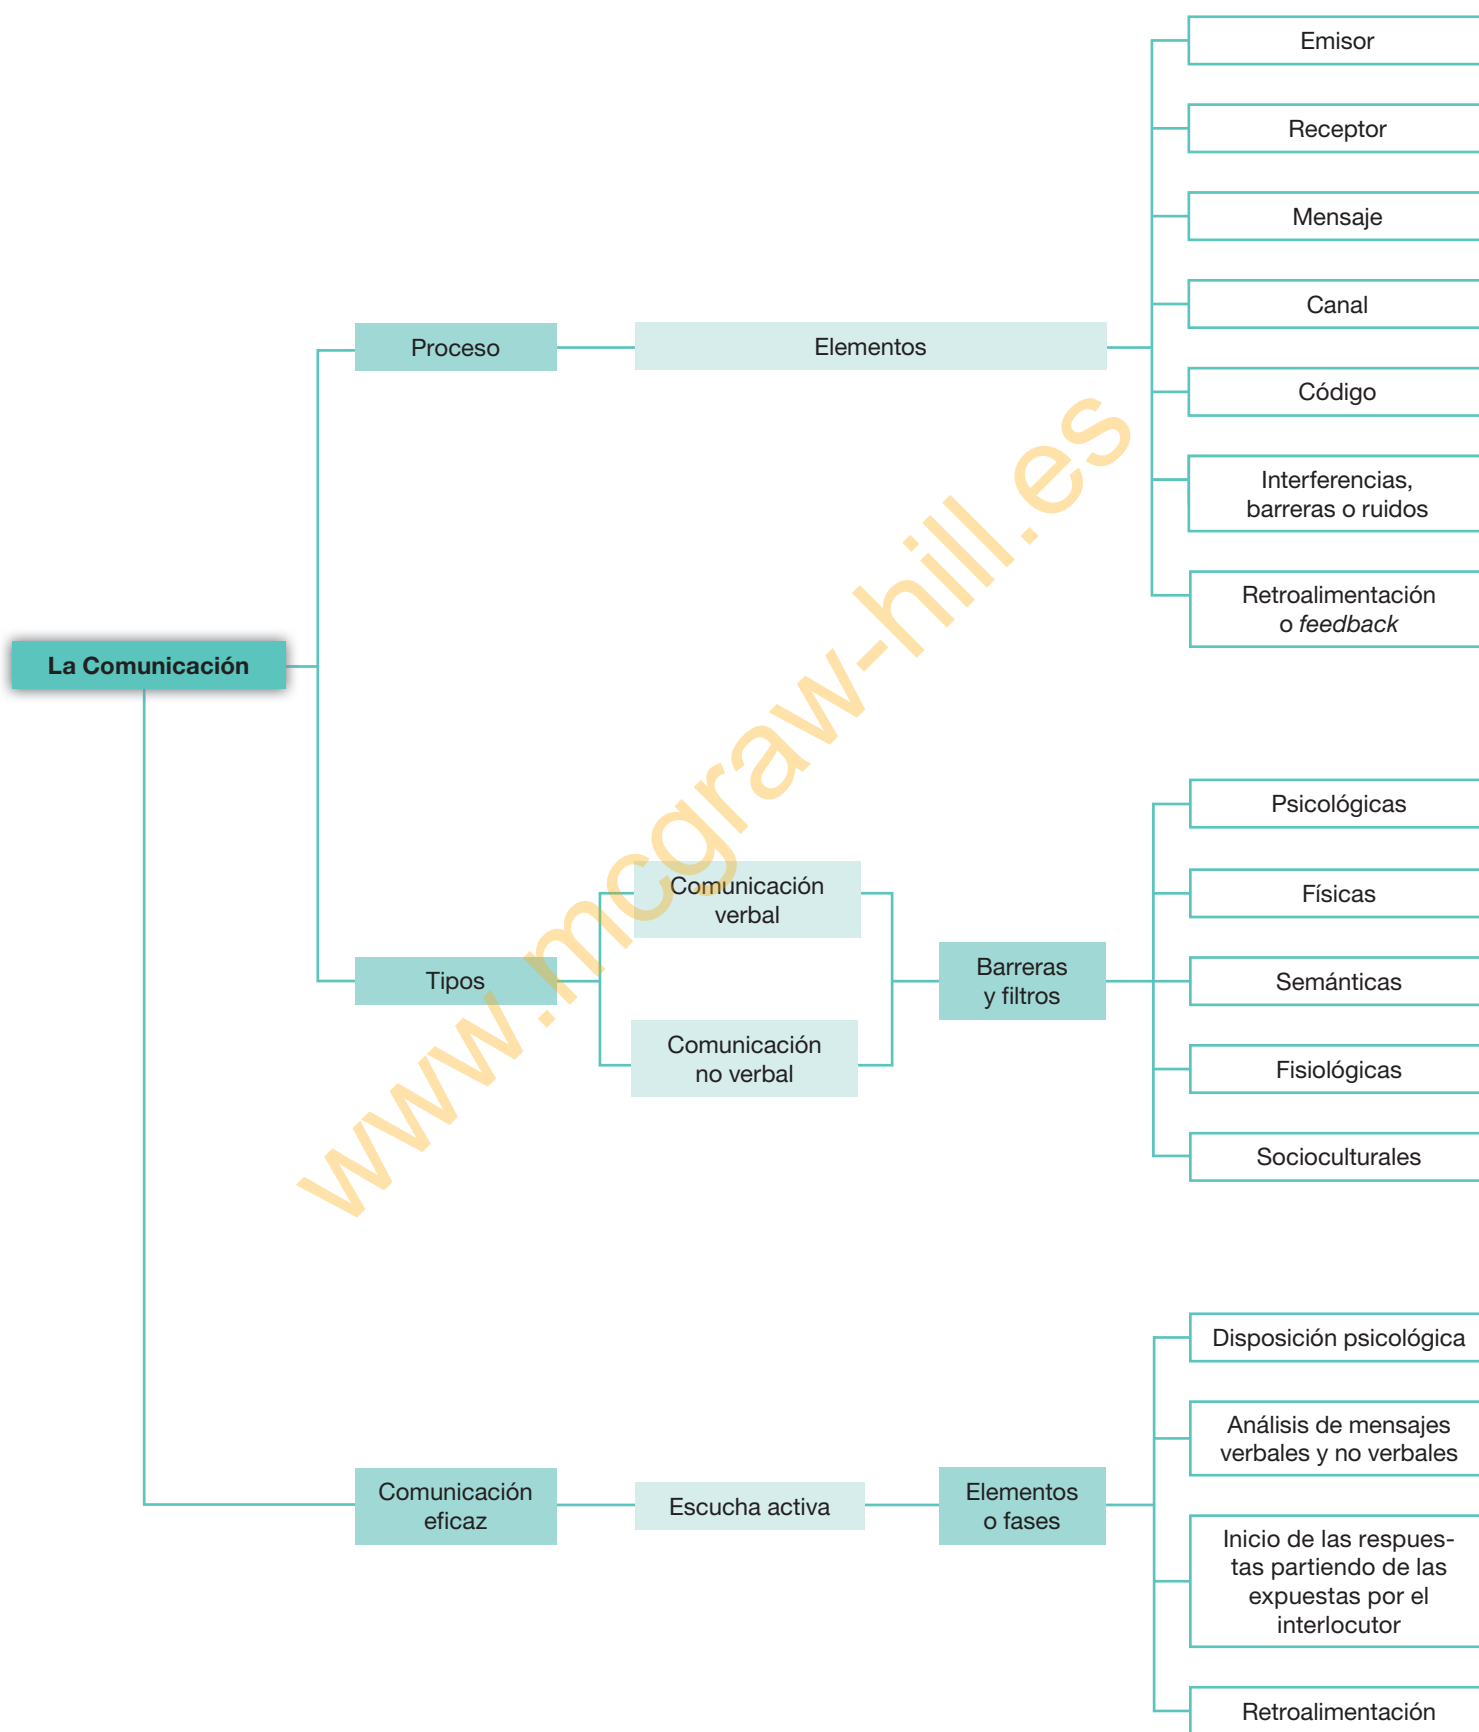 Emisor
Receptor
Mensaje
Canal
Proceso
Elementos
Código
Interferencias,
barreras o ruidos
Retroalimentación
o feedback
La Comunicación
Psicológicas
Comunicación
verbal
Físicas
Tipos
Barreras
y filtros
Semánticas
Comunicación
no verbal
Fisiológicas
Socioculturales
Disposición psicológica
Análisis de mensajes
verbales y no verbales
Comunicación
eficaz
Escucha activa
Elementos
o fases
Inicio de las respues-
tas partiendo de las
expuestas por el
interlocutor
Retroalimentación
www.mcgraw-hill.es